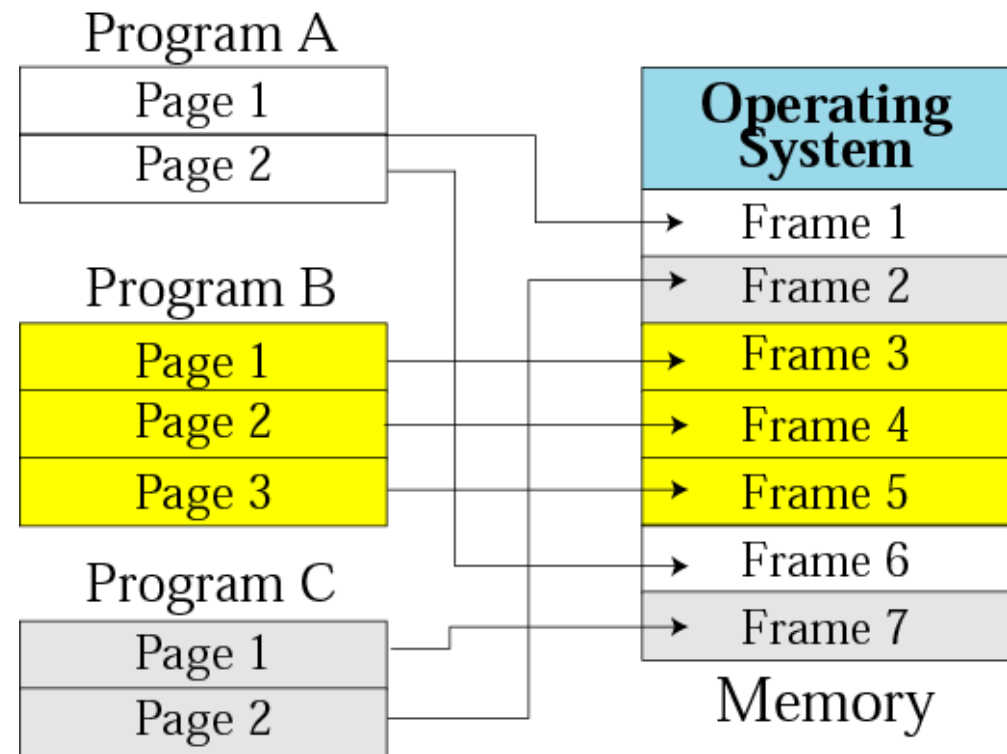 Program A
Page 1
Page 2
Program B
Page 1
Page 2
Page 3
Program C
Page 1
Page 2
Operating
System
Frame 1
Frame 2
Frame 3
Frame 4
Frame 5
Frame 6
Frame 7
Memory